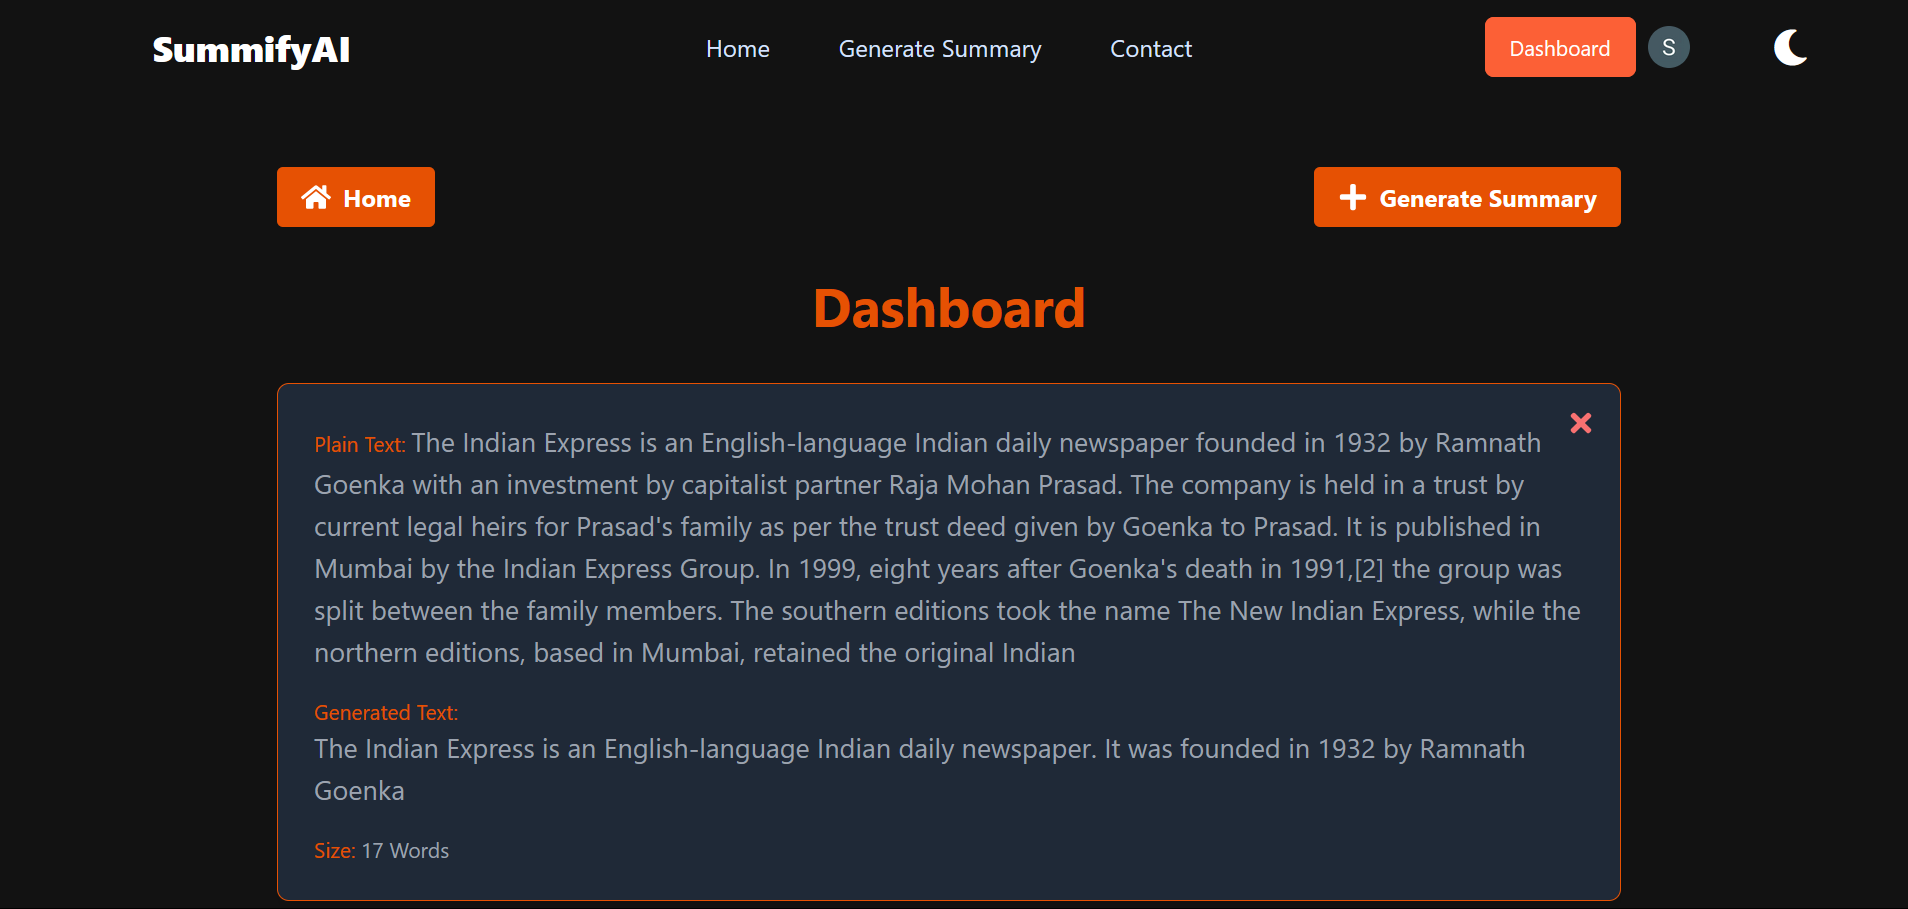 SummifyAI
Home
Generate Summary
Contact
Dashboard
S
Home
Generate Summary
Dashboard
Plain Text: The Indian Express is an English-language Indian daily newspaper founded in 1932 by Ramnath
Goenka with an investment by capitalist partner Raja Mohan Prasad. The company is held in a trust by
current legal heirs for Prasad's family as per the trust deed given by Goenka to Prasad. It is published in
Mumbai by the Indian Express Group. In 1999, eight years after Goenka's death in 1991,[2] the group was
split between the family members. The southern editions took the name The New Indian Express, while the
northern editions, based in Mumbai, retained the original Indian
Generated Text:
The Indian Express is an English-language Indian daily newspaper. It was founded in 1932 by Ramnath
Goenka
Size: 17 Words